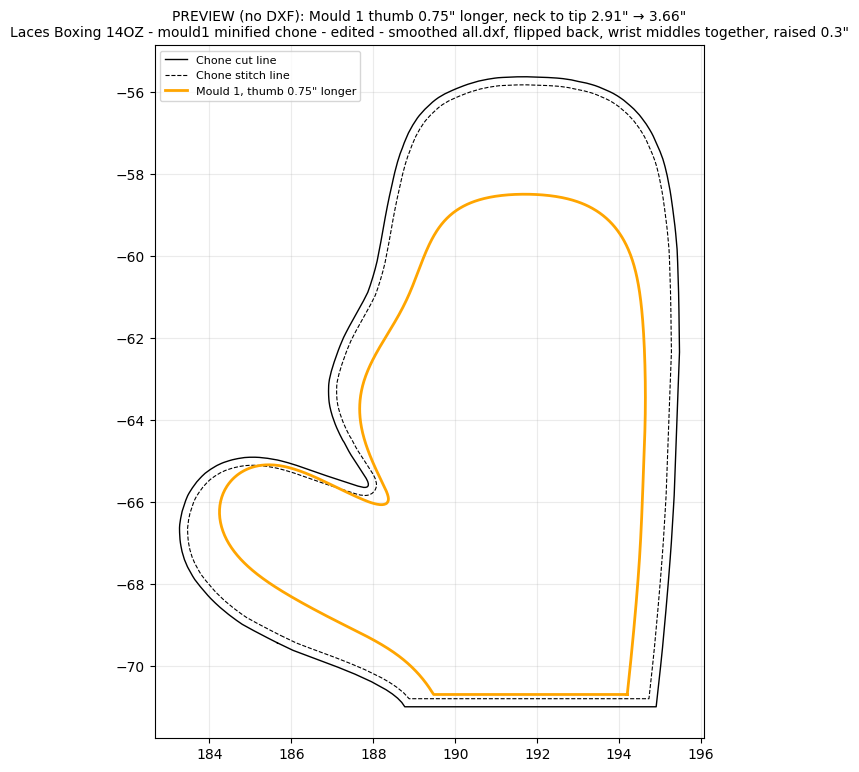 PREVIEW (no DXF): Mould 1 thumb 0.75" longer, neck to tip 2.91" → 3.66"
Laces Boxing 14OZ - mould1 minified chone - edited - smoothed all.dxf, flipped back, wrist middles together, raised 0.3"
Chone cut line
Chone stitch line
Mould 1, thumb 0.75" longer
−56
−58
−60
−62
−64
−66
−68
−70
184 186 188 190 192 194 196